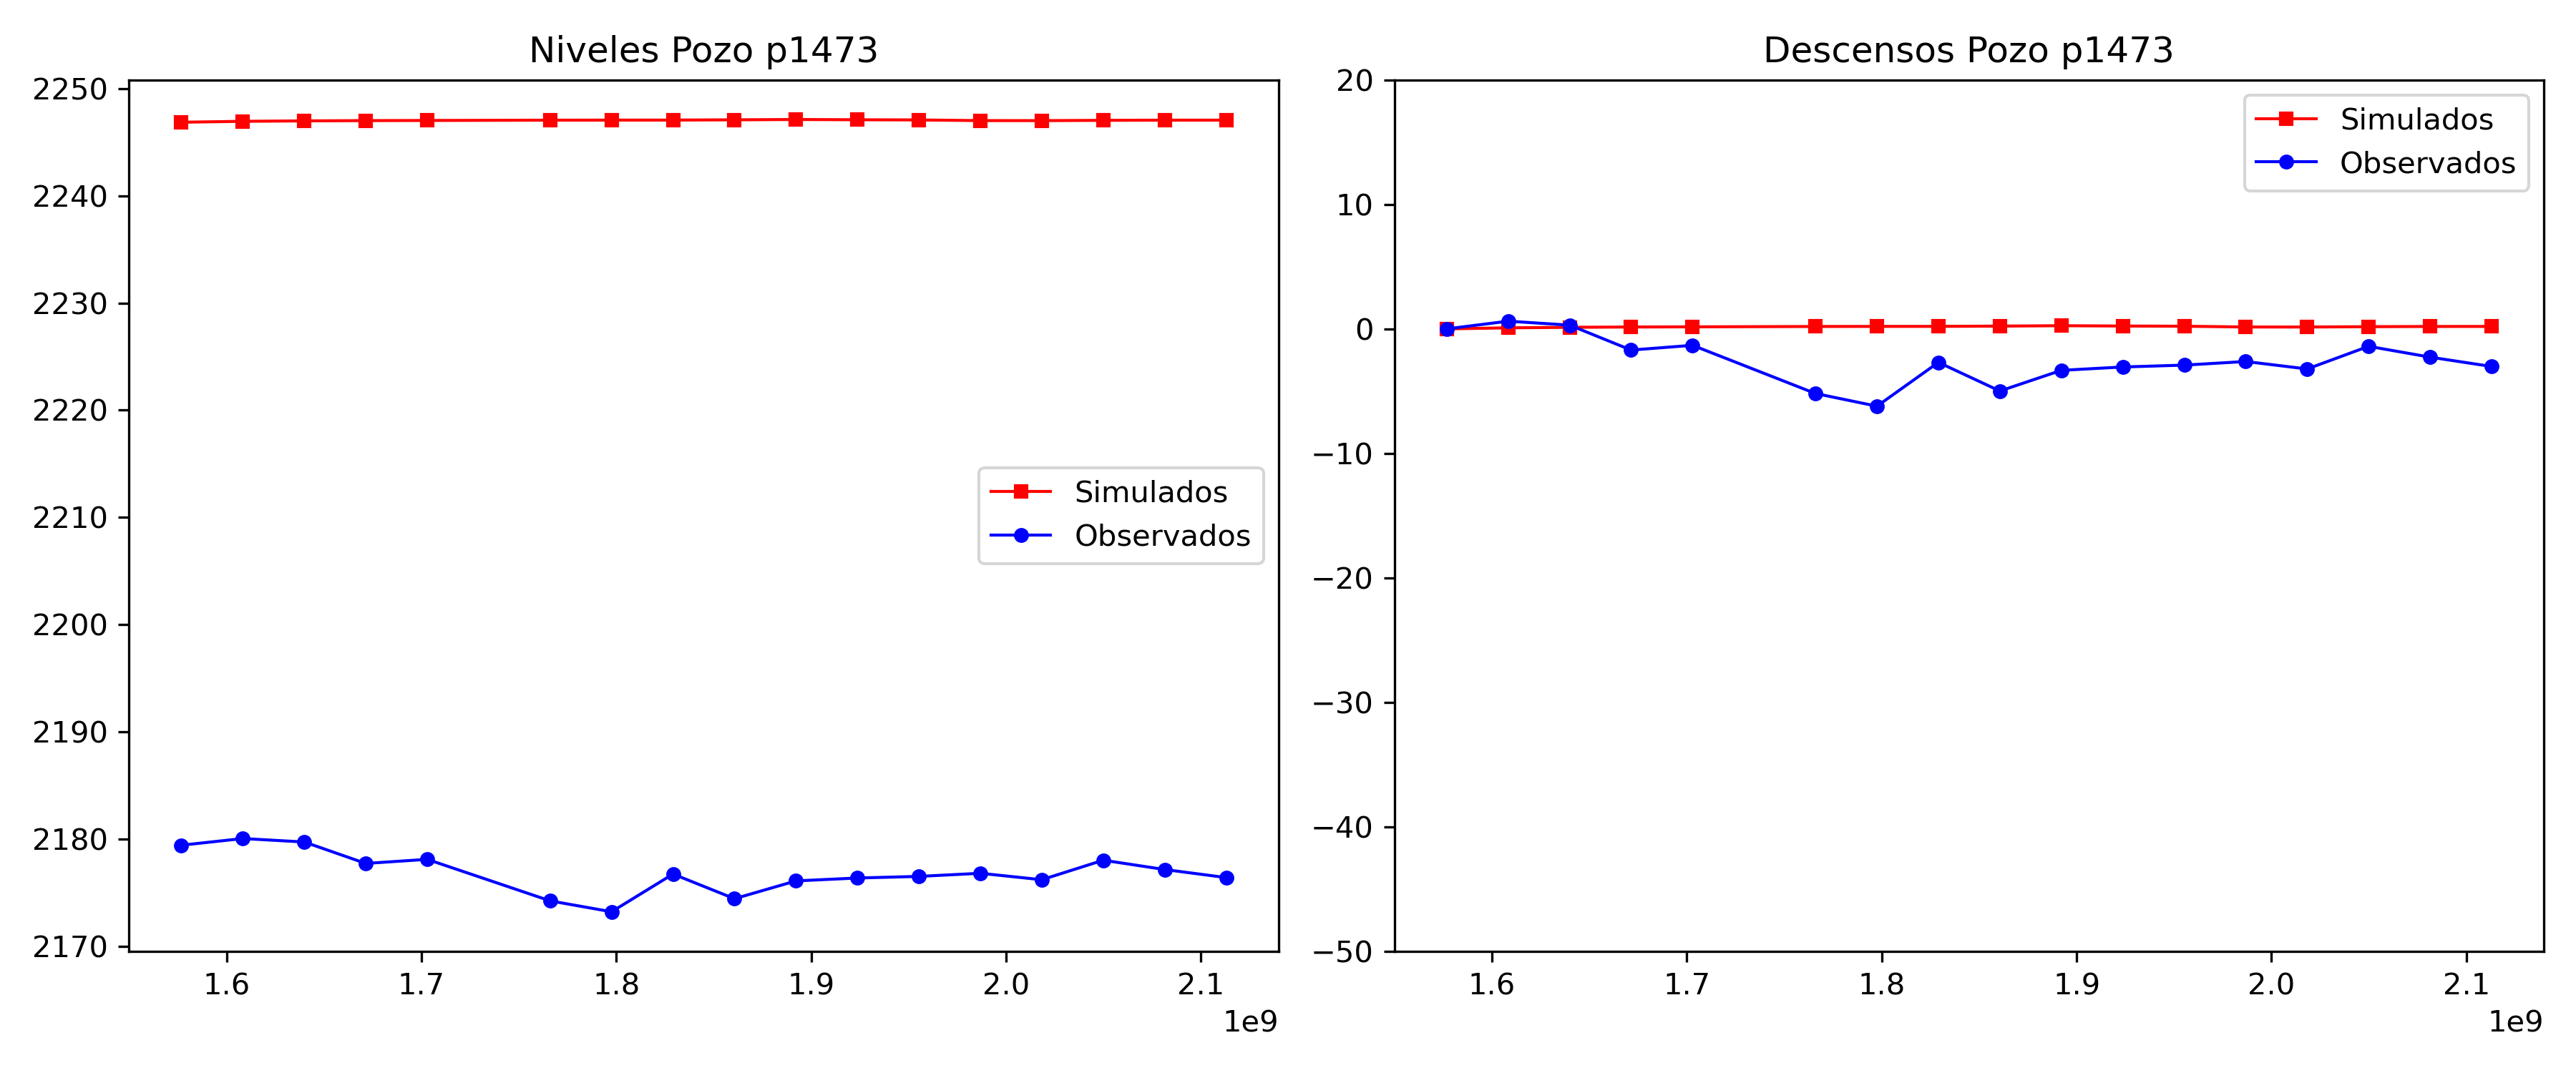 Niveles Pozo p1473
2250
2240
2230
2220
2210
2200
2190
2180
2170
1.6 1.7 1.8 1.9 2.0 2.1
1e9
Simulados
Observados
Descensos Pozo p1473
20
10
0
−10
−20
−30
−40
−50
1.6 1.7 1.8 1.9 2.0 2.1
1e9
Simulados
Observados